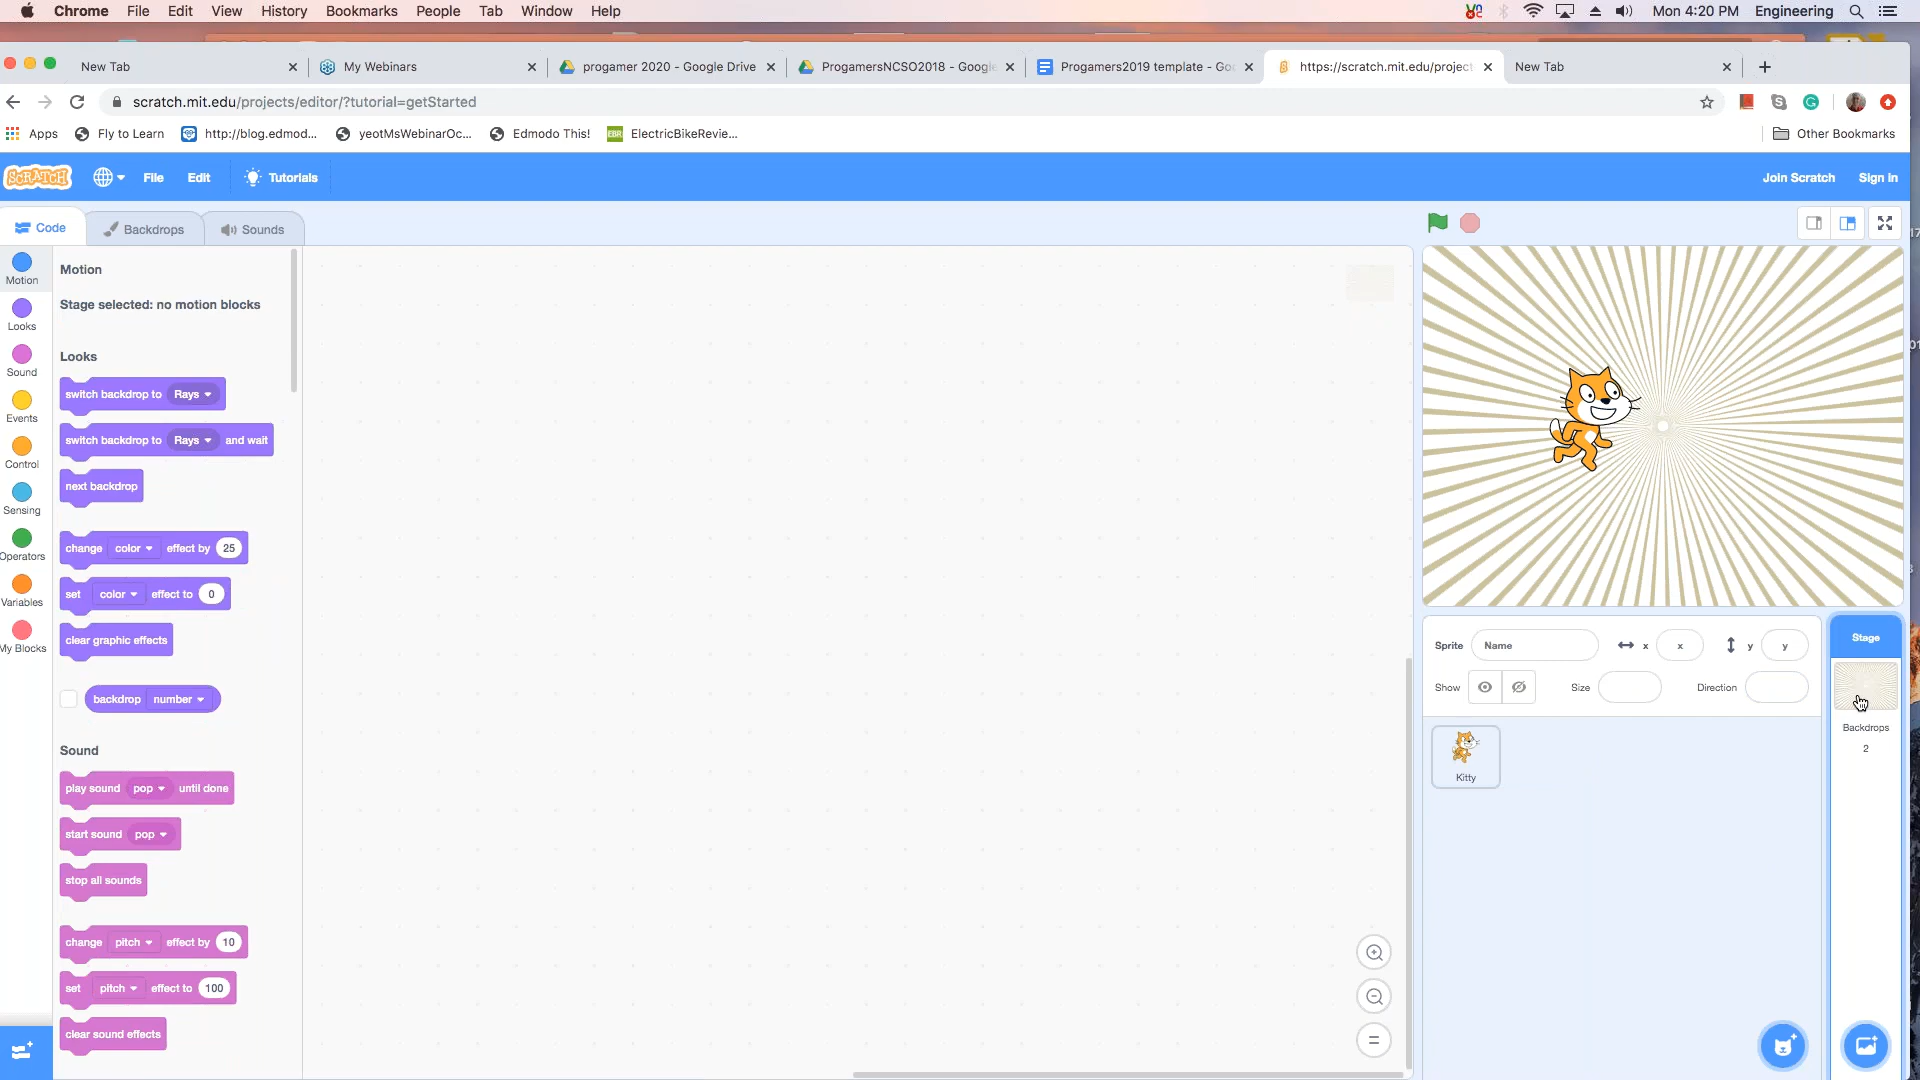 Chrome File Edit View History Bookmarks People Tab Window Help Mon 4:20 PM Engineering
New Tab My Webinars progamer 2020 - Google Drive ProgamersNCSO2018 - Google Progamers2019 template - Goo https://scratch.mit.edu/project New Tab
scratch.mit.edu/projects/editor/?tutorial=getStarted
Apps Fly to Learn http://blog.edmod... yeotMsWebinarOc... Edmodo This! EBR ElectricBikeRevie... Other Bookmarks
SCRATCH File Edit Tutorials Join Scratch Sign in
Code Backdrops Sounds
Motion
Looks
Sound
Events
Control
Sensing
Operators
Variables
My Blocks
Motion
Stage selected: no motion blocks
Looks
switch backdrop to Rays
switch backdrop to Rays and wait
next backdrop
change color effect by 25
set color effect to 0
clear graphic effects
backdrop number
Sound
play sound pop until done
start sound pop
stop all sounds
change pitch effect by 10
set pitch effect to 100
clear sound effects
Sprite Name x x y y
Show Size Direction
Kitty
Stage
Backdrops
2